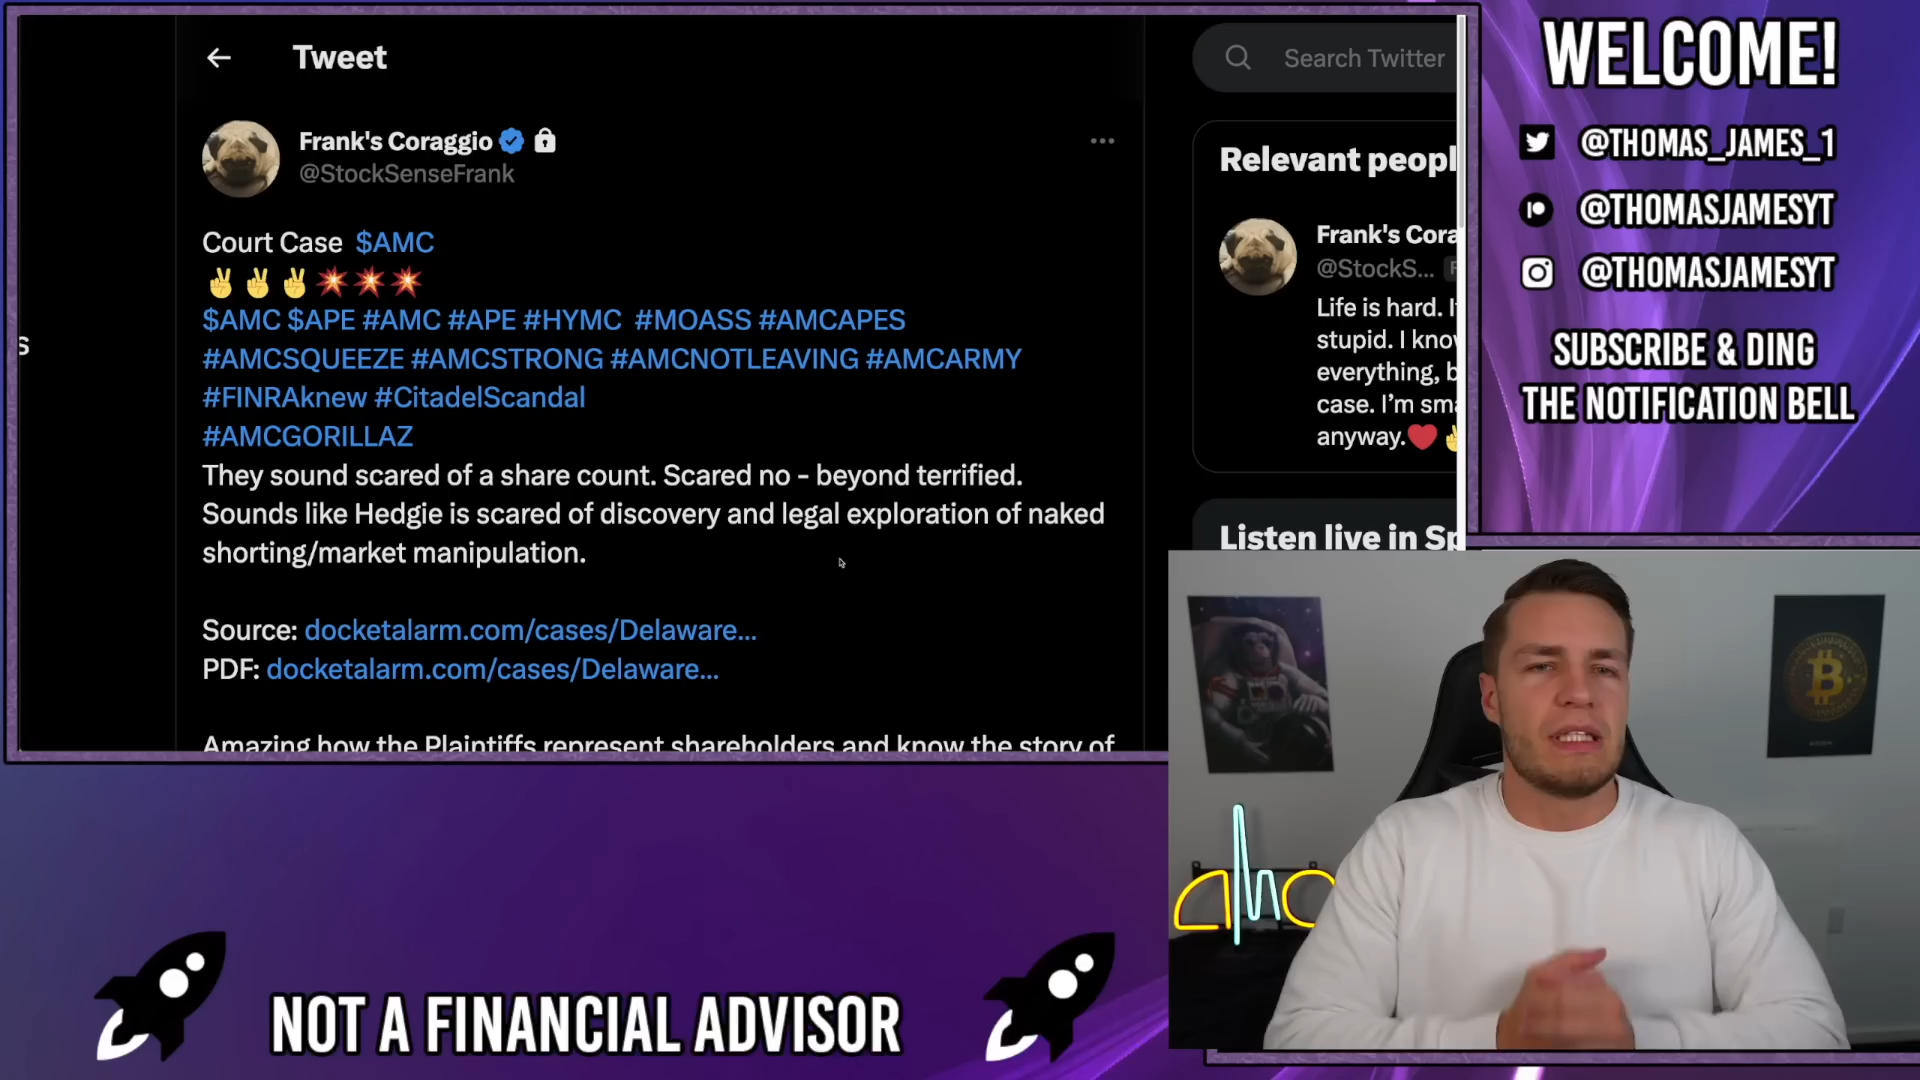 Tweet
Search Twitter
Frank's Coraggio
@StockSenseFrank
Court Case $AMC
✌✌✌💥💥💥
$AMC $APE #AMC #APE #HYMC #MOASS #AMCAPES
#AMCSQUEEZE #AMCSTRONG #AMCNOTLEAVING #AMCARMY
#FINRAknew #CitadelScandal
#AMCGORILLAZ
They sound scared of a share count. Scared no - beyond terrified.
Sounds like Hedgie is scared of discovery and legal exploration of naked
shorting/market manipulation.
Source: docketalarm.com/cases/Delaware...
PDF: docketalarm.com/cases/Delaware...
Amazing how the Plaintiffs represent shareholders and know the story of
s
Relevant peopl
Frank's Cora
@StockS...
Life is hard.
stupid. I know
everything, b
case. I'm sma
anyway.❤✌
Listen live in Sp
WELCOME!
@THOMAS_JAMES_1
@THOMASJAMESYT
@THOMASJAMESYT
SUBSCRIBE & DING
THE NOTIFICATION BELL
amc
NOT A FINANCIAL ADVISOR